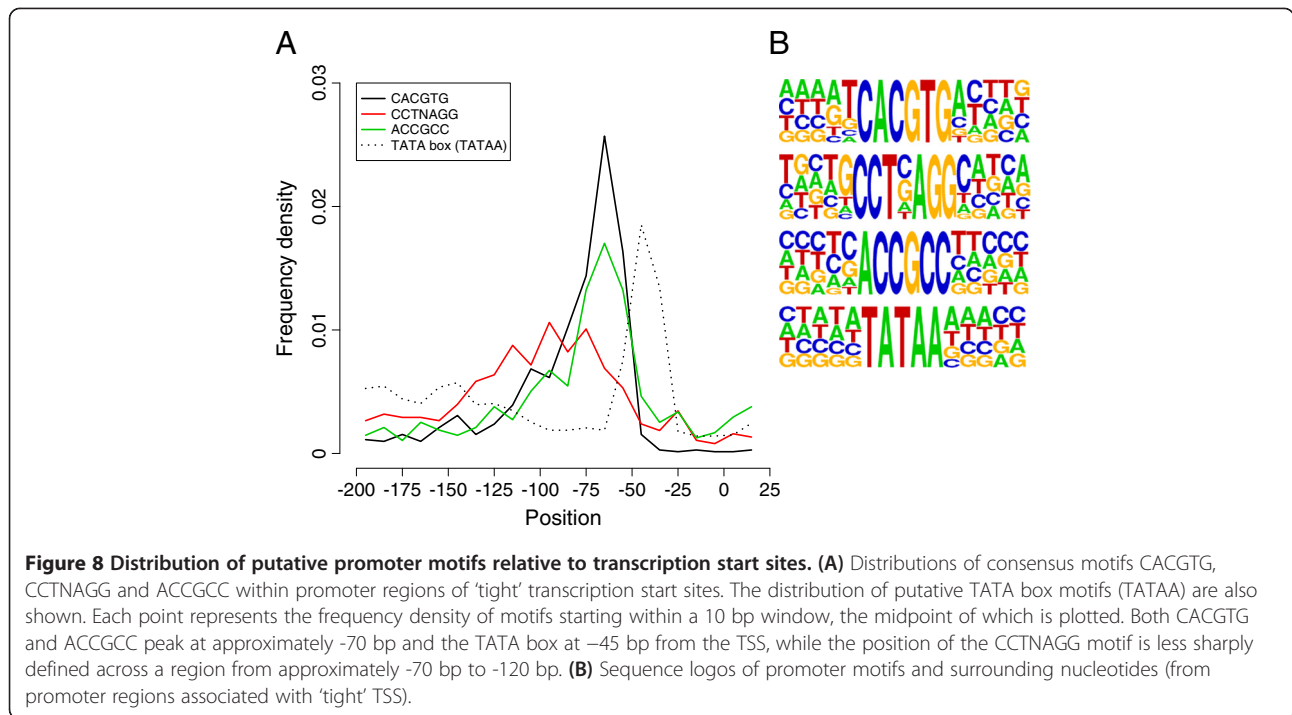 A
B
0.03
0.02
0.01
0
Frequency density
CACGTG
CCTNAGG
ACCGCC
TATA box (TATAA)
-200 -175 -150 -125 -100 -75 -50 -25 0 25
Position
CACGTG
CCT AGG
ACCGCC
TATAA
Figure 8 Distribution of putative promoter motifs relative to transcription start sites. (A) Distributions of consensus motifs CACGTG,
CCTNAGG and ACCGCC within promoter regions of ‘tight’ transcription start sites. The distribution of putative TATA box motifs (TATAA) are also
shown. Each point represents the frequency density of motifs starting within a 10 bp window, the midpoint of which is plotted. Both CACGTG
and ACCGCC peak at approximately -70 bp and the TATA box at −45 bp from the TSS, while the position of the CCTNAGG motif is less sharply
defined across a region from approximately -70 bp to -120 bp. (B) Sequence logos of promoter motifs and surrounding nucleotides (from
promoter regions associated with ‘tight’ TSS).